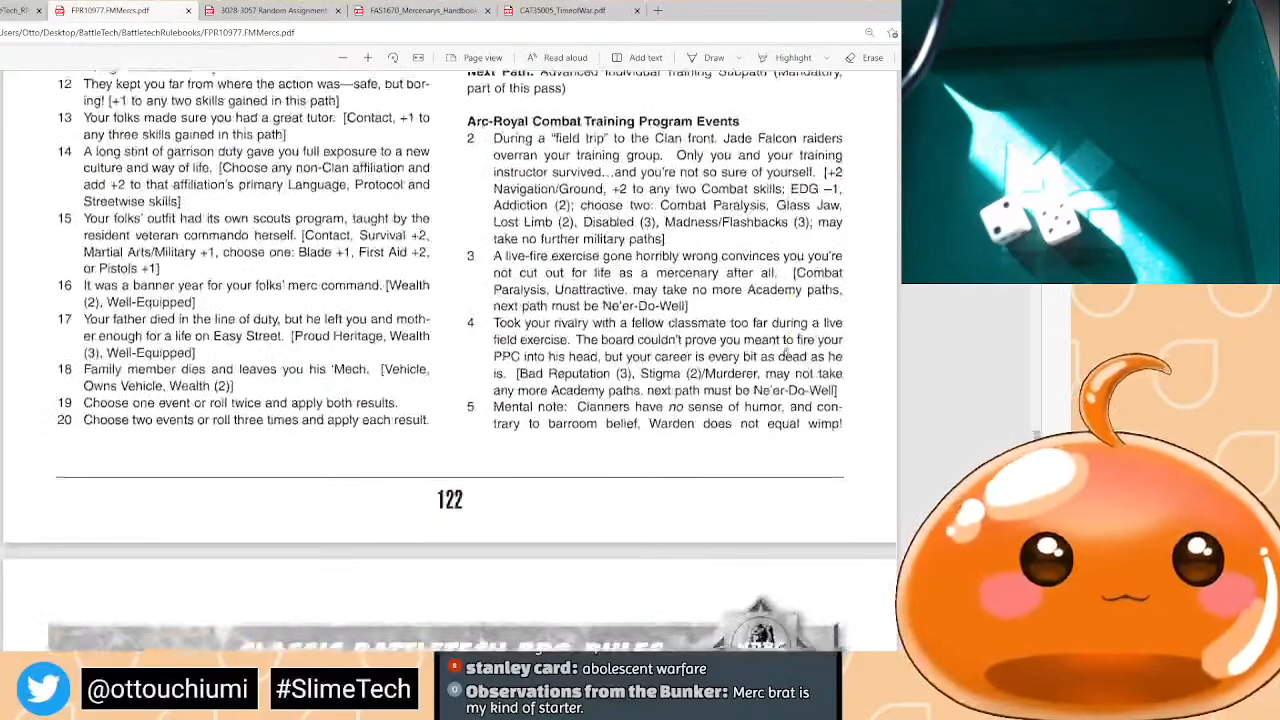 ete Tech_RE
FPR10977.FMMercs.pdf
3028-3057 Random Assignment
FAS1670_Mercenarys_Handbook
CAT35005_TimeofWar.pdf
Users/Otto/Desktop/BattleTech/BattletechRulebooks/FPR10977.FMMercs.pdf
Page view
Read aloud
Add text
Draw
Highlight
Erase
12 They kept you far from where the action was—safe, but bor-
ing! [+1 to any two skills gained in this path]
13 Your folks made sure you had a great tutor. [Contact, +1 to
any three skills gained in this path]
14 A long stint of garrison duty gave you full exposure to a new
culture and way of life. [Choose any non-Clan affiliation and
add +2 to that affiliation's primary Language, Protocol and
Streetwise skills]
15 Your folks' outfit had its own scouts program, taught by the
resident veteran commando herself. [Contact, Survival +2,
Martial Arts/Military +1, choose one: Blade +1, First Aid +2,
or Pistols +1]
16 It was a banner year for your folks' merc command. [Wealth
(2), Well-Equipped]
17 Your father died in the line of duty, but he left you and moth-
er enough for a life on Easy Street. [Proud Heritage, Wealth
(3), Well-Equipped]
18 Family member dies and leaves you his 'Mech. [Vehicle,
Owns Vehicle, Wealth (2)]
19 Choose one event or roll twice and apply both results.
20 Choose two events or roll three times and apply each result.
Next Path: Advanced Individual Training Subpath (Mandatory,
part of this pass)
Arc-Royal Combat Training Program Events
2 During a "field trip" to the Clan front, Jade Falcon raiders
overran your training group. Only you and your training
instructor survived...and you're not so sure of yourself. [+2
Navigation/Ground, +2 to any two Combat skills; EDG –1,
Addiction (2); choose two: Combat Paralysis, Glass Jaw,
Lost Limb (2), Disabled (3), Madness/Flashbacks (3); may
take no further military paths]
3 A live-fire exercise gone horribly wrong convinces you you're
not cut out for life as a mercenary after all. [Combat
Paralysis, Unattractive, may take no more Academy paths,
next path must be Ne'er-Do-Well]
4 Took your rivalry with a fellow classmate too far during a live
field exercise. The board couldn't prove you meant to fire your
PPC into his head, but your career is every bit as dead as he
is. [Bad Reputation (3), Stigma (2)/Murderer, may not take
any more Academy paths, next path must be Ne'er-Do-Well]
5 Mental note: Clanners have no sense of humor, and con-
trary to barroom belief, Warden does not equal wimp!
122
CLASSIC BATTLETECH RPG RULES
@ottouchiumi
#SlimeTech
stanley card: abolescent warfare
Observations from the Bunker: Merc brat is
my kind of starter.